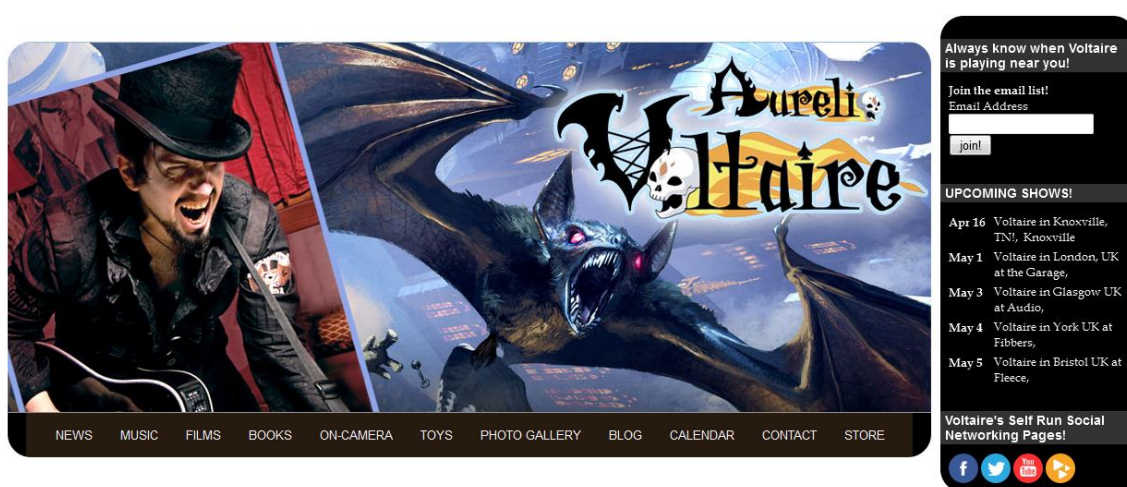 Aurelio
Voltaire
NEWS MUSIC FILMS BOOKS ON-CAMERA TOYS PHOTO GALLERY BLOG CALENDAR CONTACT STORE
Always know when Voltaire
is playing near you!
Join the email list!
Email Address
join!
UPCOMING SHOWS!
Apr 16 Voltaire in Knoxville,
TN!, Knoxville
May 1 Voltaire in London, UK
at the Garage,
May 3 Voltaire in Glasgow UK
at Audio,
May 4 Voltaire in York UK at
Fibbers,
May 5 Voltaire in Bristol UK at
Fleece,
Voltaire's Self Run Social
Networking Pages!
f
You
Tube